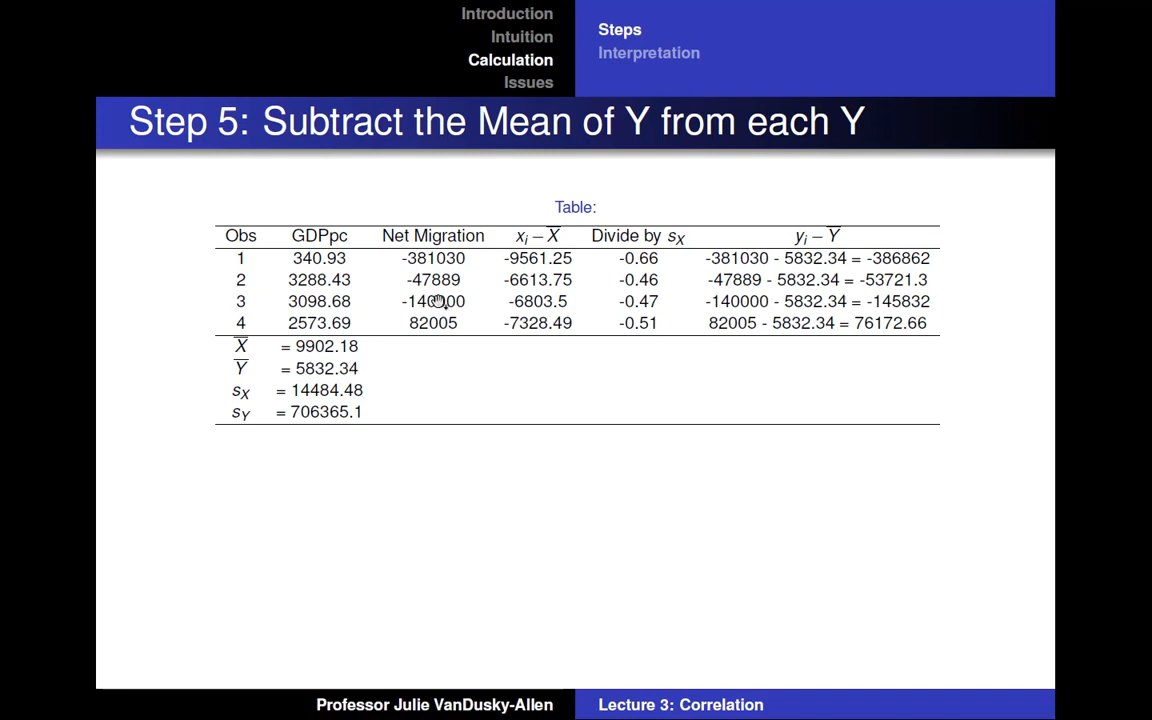 Introduction
Intuition
Calculation
Issues
Steps
Interpretation
Step 5: Subtract the Mean of Y from each Y
Table:
Obs GDPpc Net Migration xᵢ – X̅ Divide by s_X yᵢ – Y̅
1 340.93 -381030 -9561.25 -0.66 -381030 - 5832.34 = -386862
2 3288.43 -47889 -6613.75 -0.46 -47889 - 5832.34 = -53721.3
3 3098.68 -140000 -6803.5 -0.47 -140000 - 5832.34 = -145832
4 2573.69 82005 -7328.49 -0.51 82005 - 5832.34 = 76172.66
X̅ = 9902.18
Y̅ = 5832.34
s_X = 14484.48
s_Y = 706365.1
Professor Julie VanDusky-Allen Lecture 3: Correlation